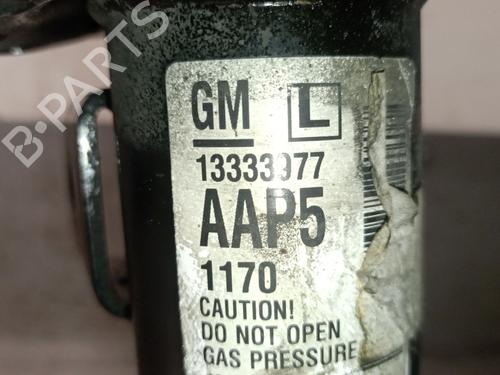 B-PARTS
GM L
13333977
AAP5
1170
CAUTION!
DO NOT OPEN
GAS PRESSURE